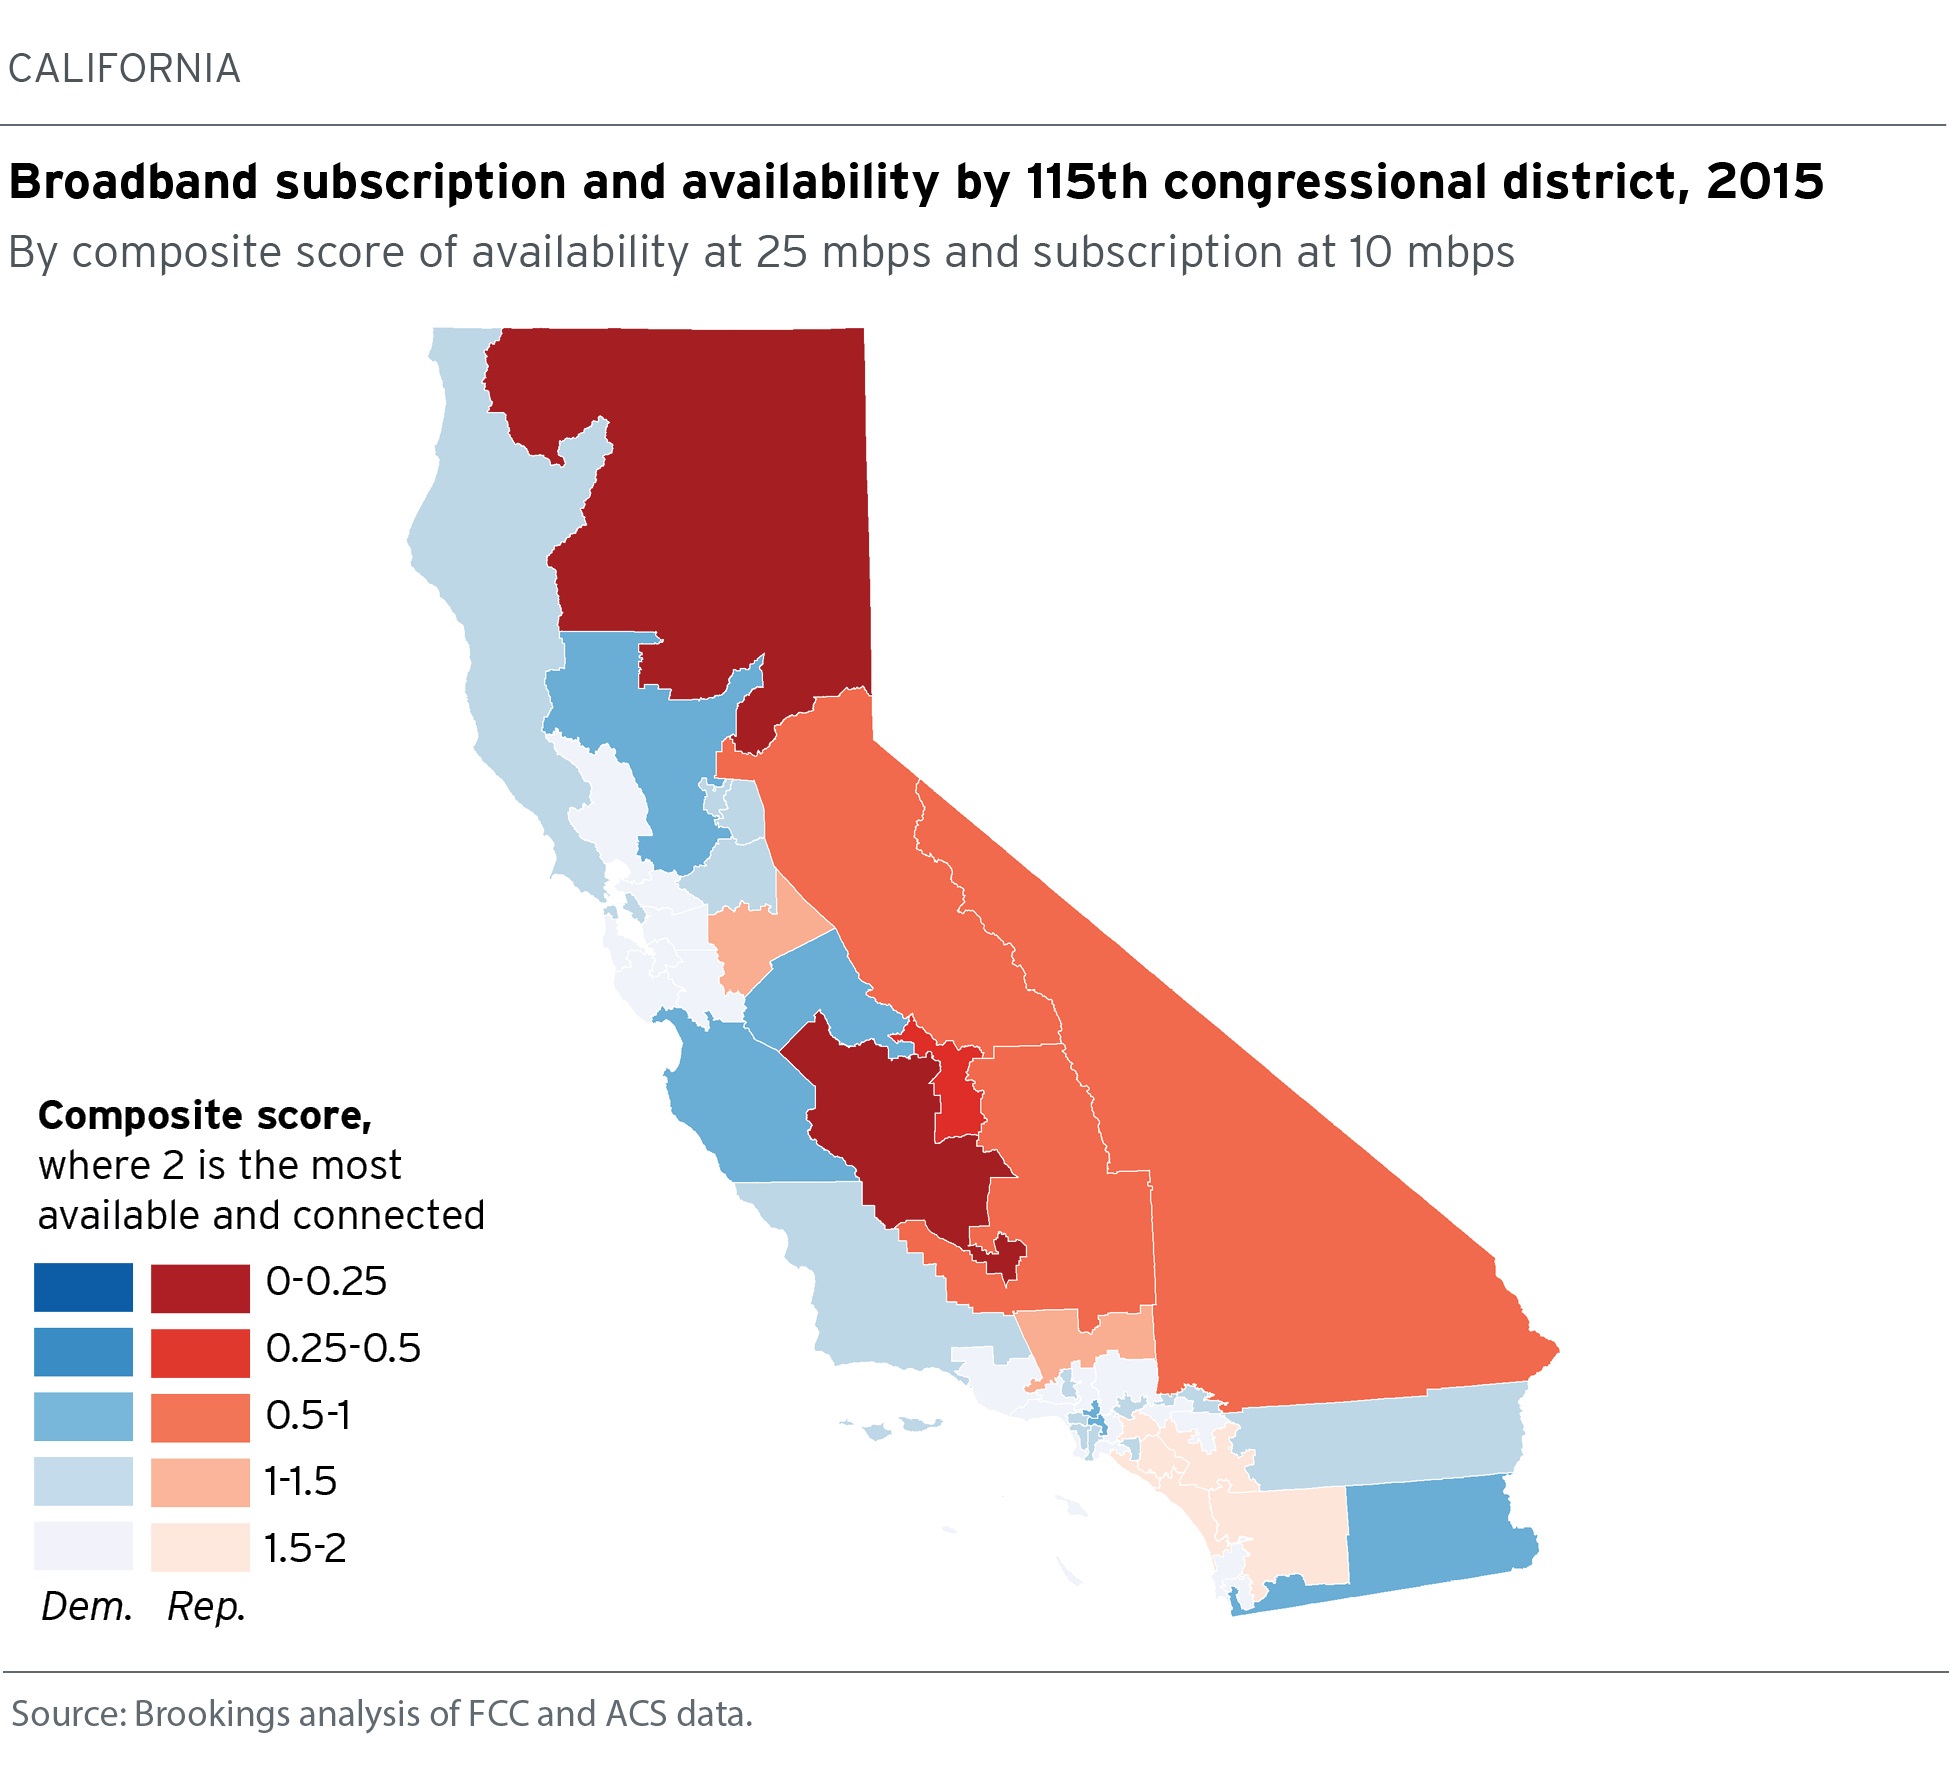 CALIFORNIA
Broadband subscription and availability by 115th congressional district, 2015
By composite score of availability at 25 mbps and subscription at 10 mbps
Composite score,
where 2 is the most
available and connected
0-0.25
0.25-0.5
0.5-1
1-1.5
1.5-2
Dem. Rep.
Source: Brookings analysis of FCC and ACS data.